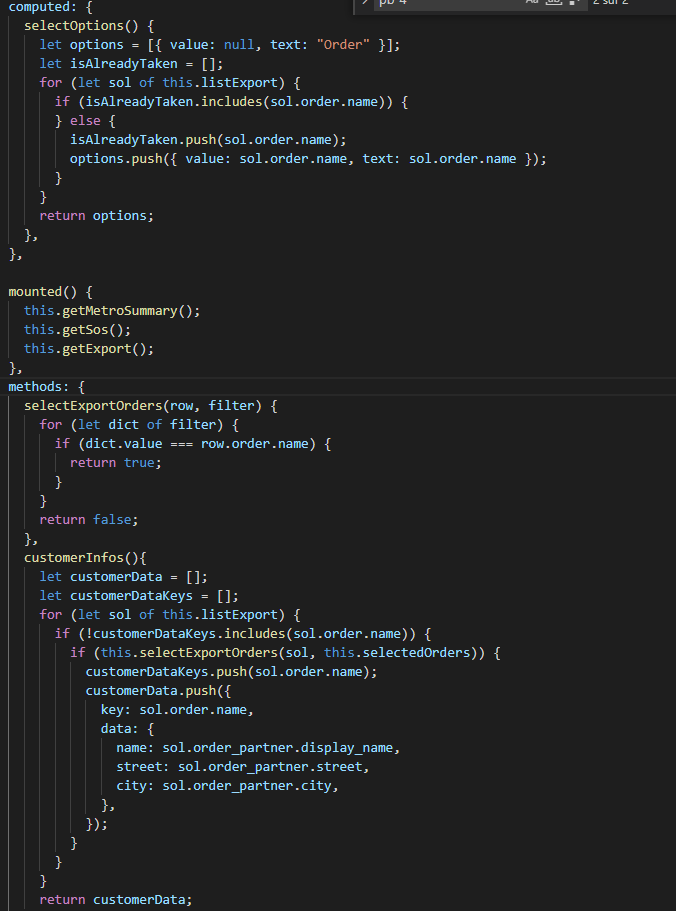 computed: {
pb-4
Aa ab 2 sur 2
selectOptions() {
let options = [{ value: null, text: "Order" }];
let isAlreadyTaken = [];
for (let sol of this.listExport) {
if (isAlreadyTaken.includes(sol.order.name)) {
} else {
isAlreadyTaken.push(sol.order.name);
options.push({ value: sol.order.name, text: sol.order.name });
}
}
return options;
},
},
mounted() {
this.getMetroSummary();
this.getSos();
this.getExport();
},
methods: {
selectExportOrders(row, filter) {
for (let dict of filter) {
if (dict.value === row.order.name) {
return true;
}
}
return false;
},
customerInfos(){
let customerData = [];
let customerDataKeys = [];
for (let sol of this.listExport) {
if (!customerDataKeys.includes(sol.order.name)) {
if (this.selectExportOrders(sol, this.selectedOrders)) {
customerDataKeys.push(sol.order.name);
customerData.push({
key: sol.order.name,
data: {
name: sol.order_partner.display_name,
street: sol.order_partner.street,
city: sol.order_partner.city,
},
});
}
}
}
return customerData;